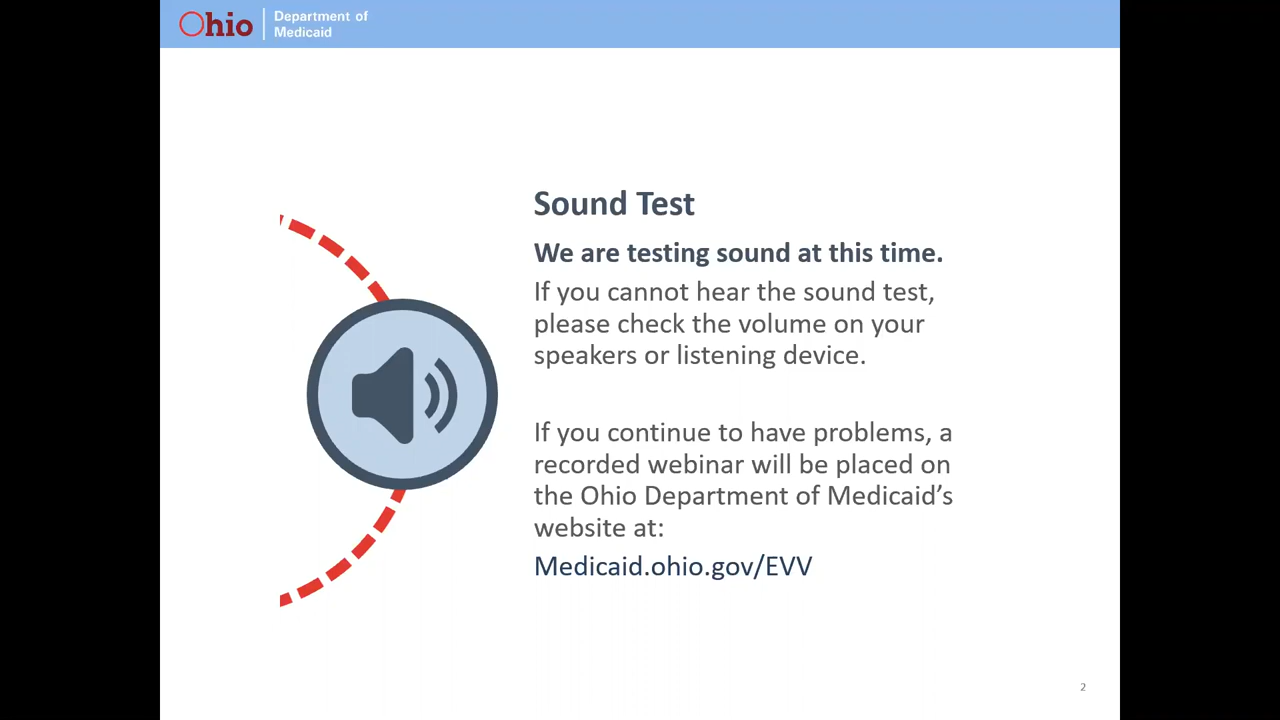 Ohio
Department of
Medicaid
Sound Test
We are testing sound at this time.
If you cannot hear the sound test,
please check the volume on your
speakers or listening device.
If you continue to have problems, a
recorded webinar will be placed on
the Ohio Department of Medicaid’s
website at:
Medicaid.ohio.gov/EVV
2